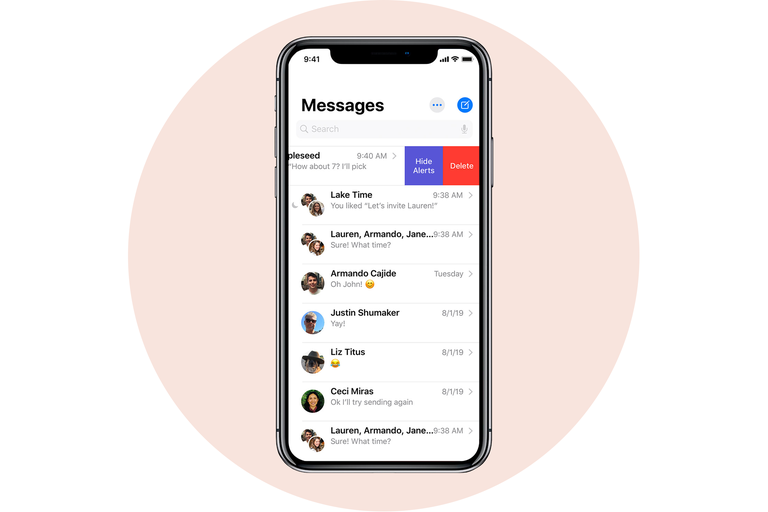 9:41
Messages
Search
pleseed 9:40 AM
"How about 7? I'll pick
Hide
Alerts
Delete
Lake Time 9:38 AM
You liked "Let's invite Lauren!"
Lauren, Armando, Jane... 9:38 AM
Sure! What time?
Armando Cajide Tuesday
Oh John! 😊
Justin Shumaker 8/1/19
Yay!
Liz Titus 8/1/19
😂
Ceci Miras 8/1/19
Ok I'll try sending again
Lauren, Armando, Jane... 9:38 AM
Sure! What time?